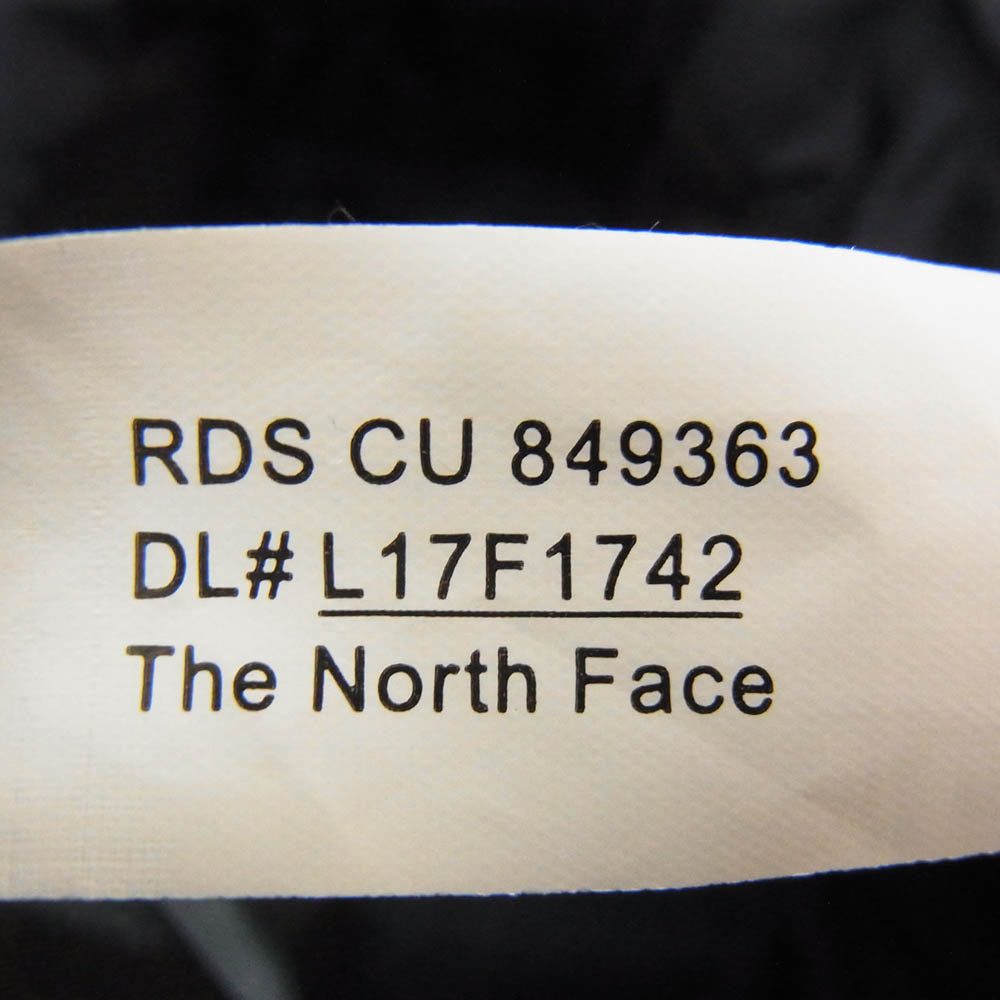 RDS CU 849363
DL# L17F1742
The North Face